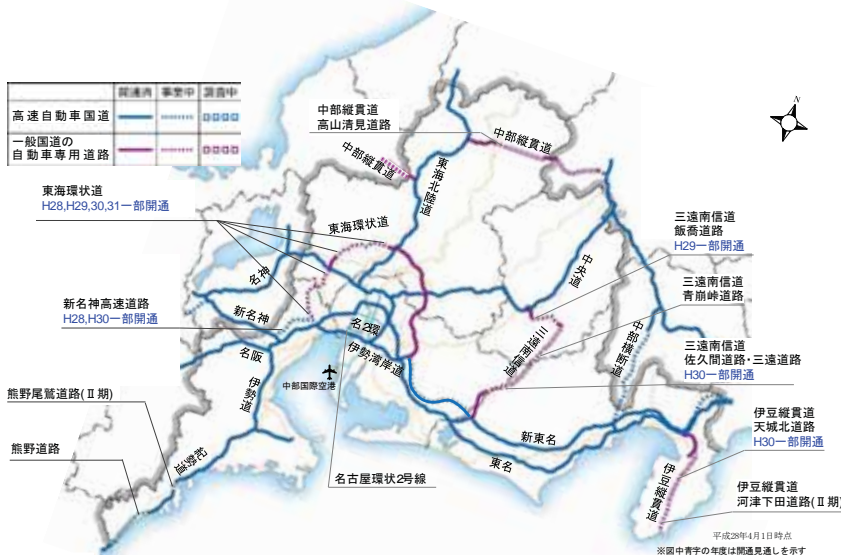 開通済 事業中 調査中
高速自動車国道
一般国道の
自動車専用道路
N
中部縦貫道
高山清見道路
中部縦貫道
中部縦貫道
東海北陸道
東海環状道
H28,H29,30,31一部開通
東海環状道
三遠南信道
飯喬道路
H29一部開通
中央道
名神
三遠南信道
青崩峠道路
新名神高速道路
H28,H30一部開通
新名神
名2環
三遠南信道
中部横断道
三遠南信道
佐久間道路・三遠道路
H30一部開通
名阪
伊勢湾岸道
中部国際空港
伊勢道
熊野尾鷲道路(Ⅱ期)
伊豆縦貫道
天城北道路
H30一部開通
新東名
熊野道路
紀勢道
東名
名古屋環状2号線
伊豆縦貫道
伊豆縦貫道
河津下田道路(Ⅱ期)
平成28年4月1日時点
※図中青字の年度は開通見通しを示す